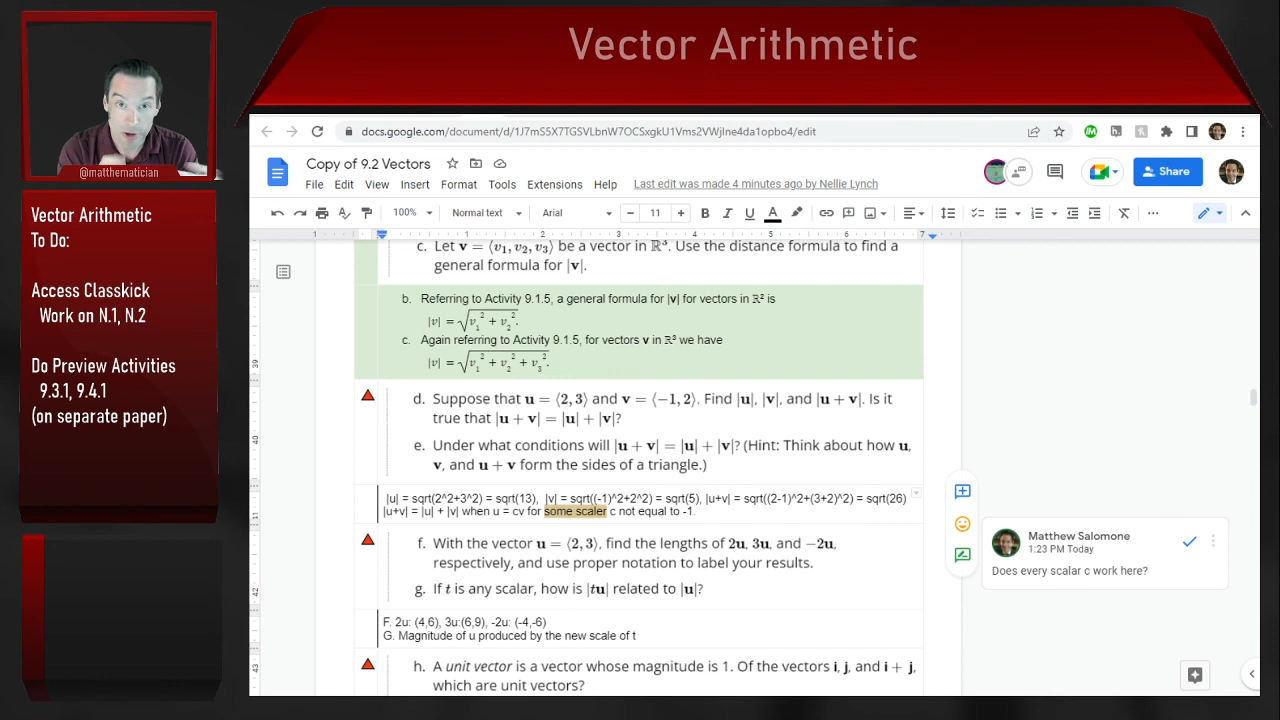 Vector Arithmetic
@matthematician
Vector Arithmetic
To Do:
Access Classkick
Work on N.1, N.2
Do Preview Activities
9.3.1, 9.4.1
(on separate paper)
docs.google.com/document/d/1J7mS5X7TGSVLbnW7OCSxgkU1Vms2VWjlne4da1opbo4/edit
Copy of 9.2 Vectors
Share
File Edit View Insert Format Tools Extensions Help Last edit was made 4 minutes ago by Nellie Lynch
100% Normal text Arial 11 B I U A
1 1 2 3 4 5 6 7
c. Let v = ⟨v₁, v₂, v₃⟩ be a vector in ℝ³. Use the distance formula to find a
general formula for |v|.
b. Referring to Activity 9.1.5, a general formula for |v| for vectors in ℝ² is
|v| = √(v₁² + v₂²).
c. Again referring to Activity 9.1.5, for vectors v in ℝ³ we have
|v| = √(v₁² + v₂² + v₃²).
d. Suppose that u = ⟨2, 3⟩ and v = ⟨−1, 2⟩. Find |u|, |v|, and |u + v|. Is it
true that |u + v| = |u| + |v|?
e. Under what conditions will |u + v| = |u| + |v|? (Hint: Think about how u,
v, and u + v form the sides of a triangle.)
|u| = sqrt(2^2+3^2) = sqrt(13), |v| = sqrt((-1)^2+2^2) = sqrt(5), |u+v| = sqrt((2-1)^2+(3+2)^2) = sqrt(26)
|u+v| = |u| + |v| when u = cv for some scaler c not equal to -1.
Matthew Salomone
1:23 PM Today
Does every scalar c work here?
f. With the vector u = ⟨2, 3⟩, find the lengths of 2u, 3u, and −2u,
respectively, and use proper notation to label your results.
g. If t is any scalar, how is |tu| related to |u|?
F. 2u: (4,6), 3u:(6,9), -2u: (-4,-6)
G. Magnitude of u produced by the new scale of t
h. A unit vector is a vector whose magnitude is 1. Of the vectors i, j, and i + j,
which are unit vectors?